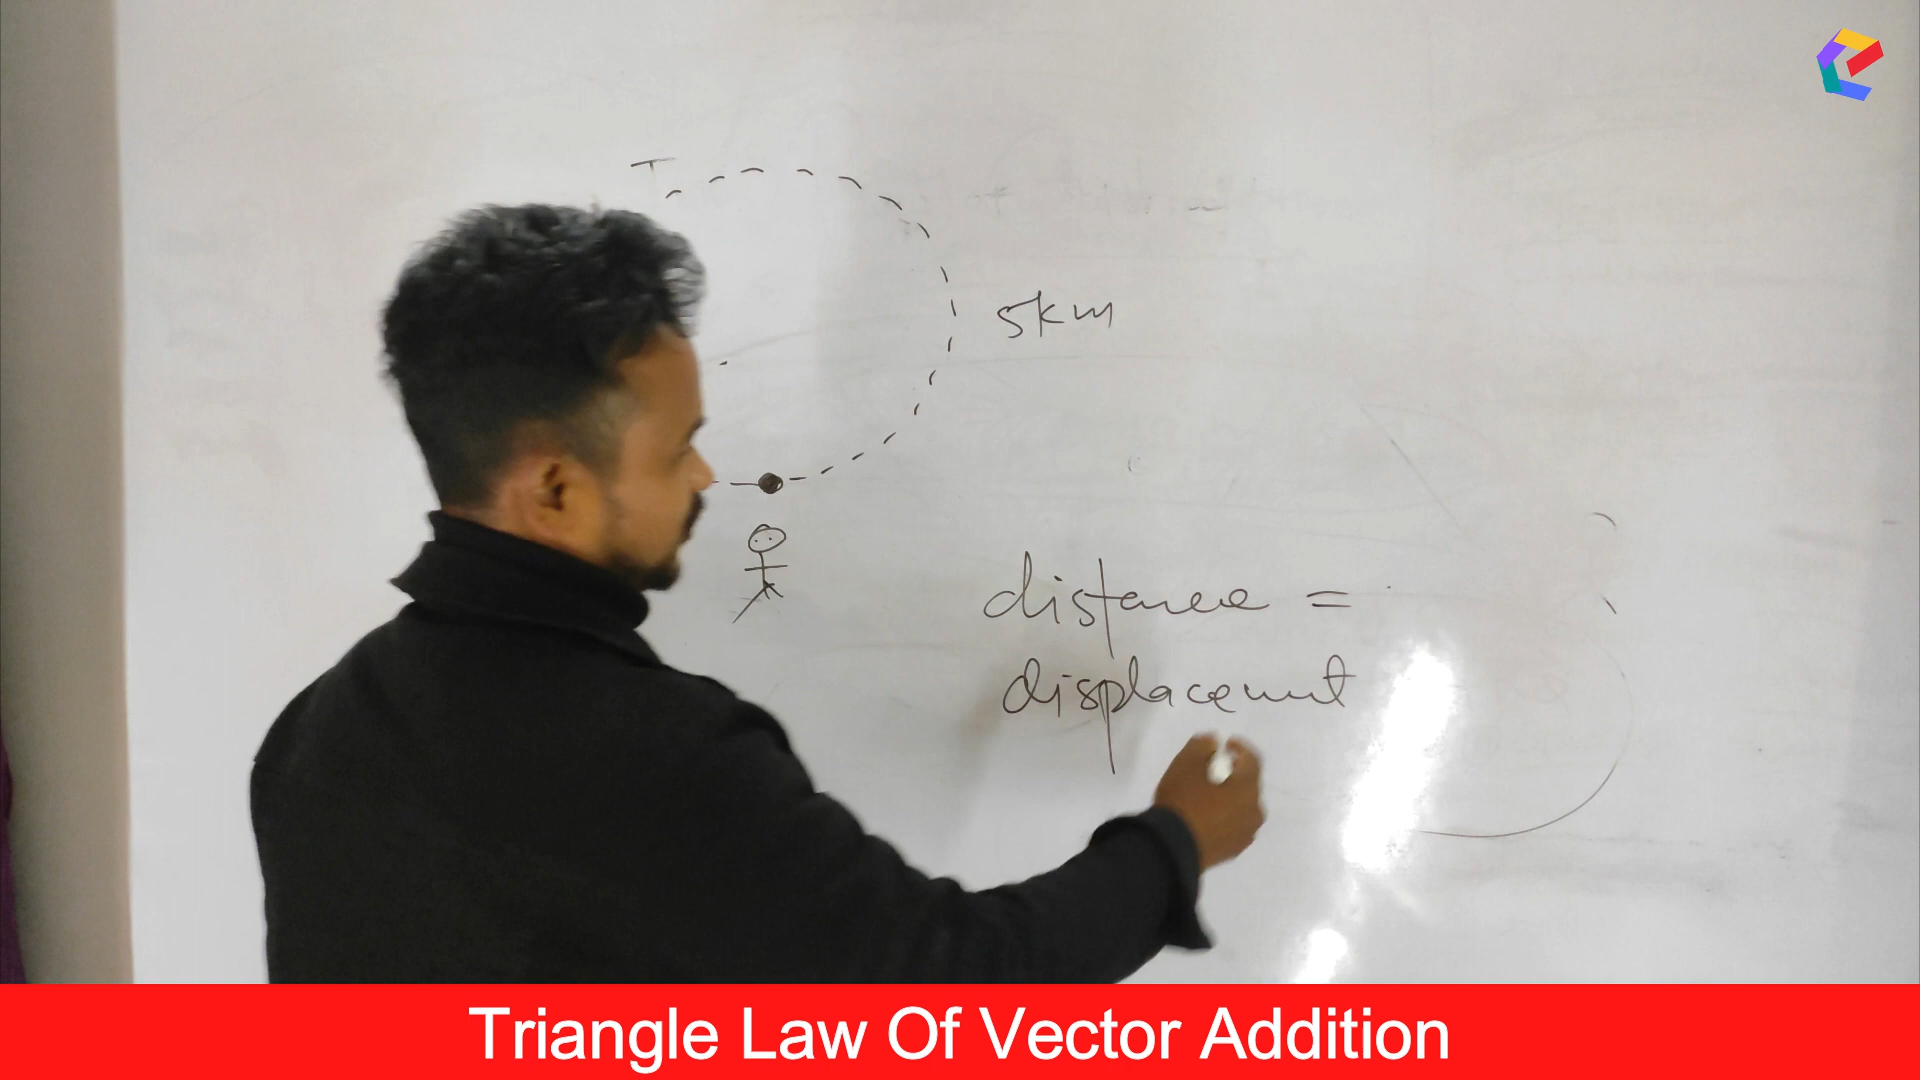 5km
distance =
displacement
Triangle Law Of Vector Addition